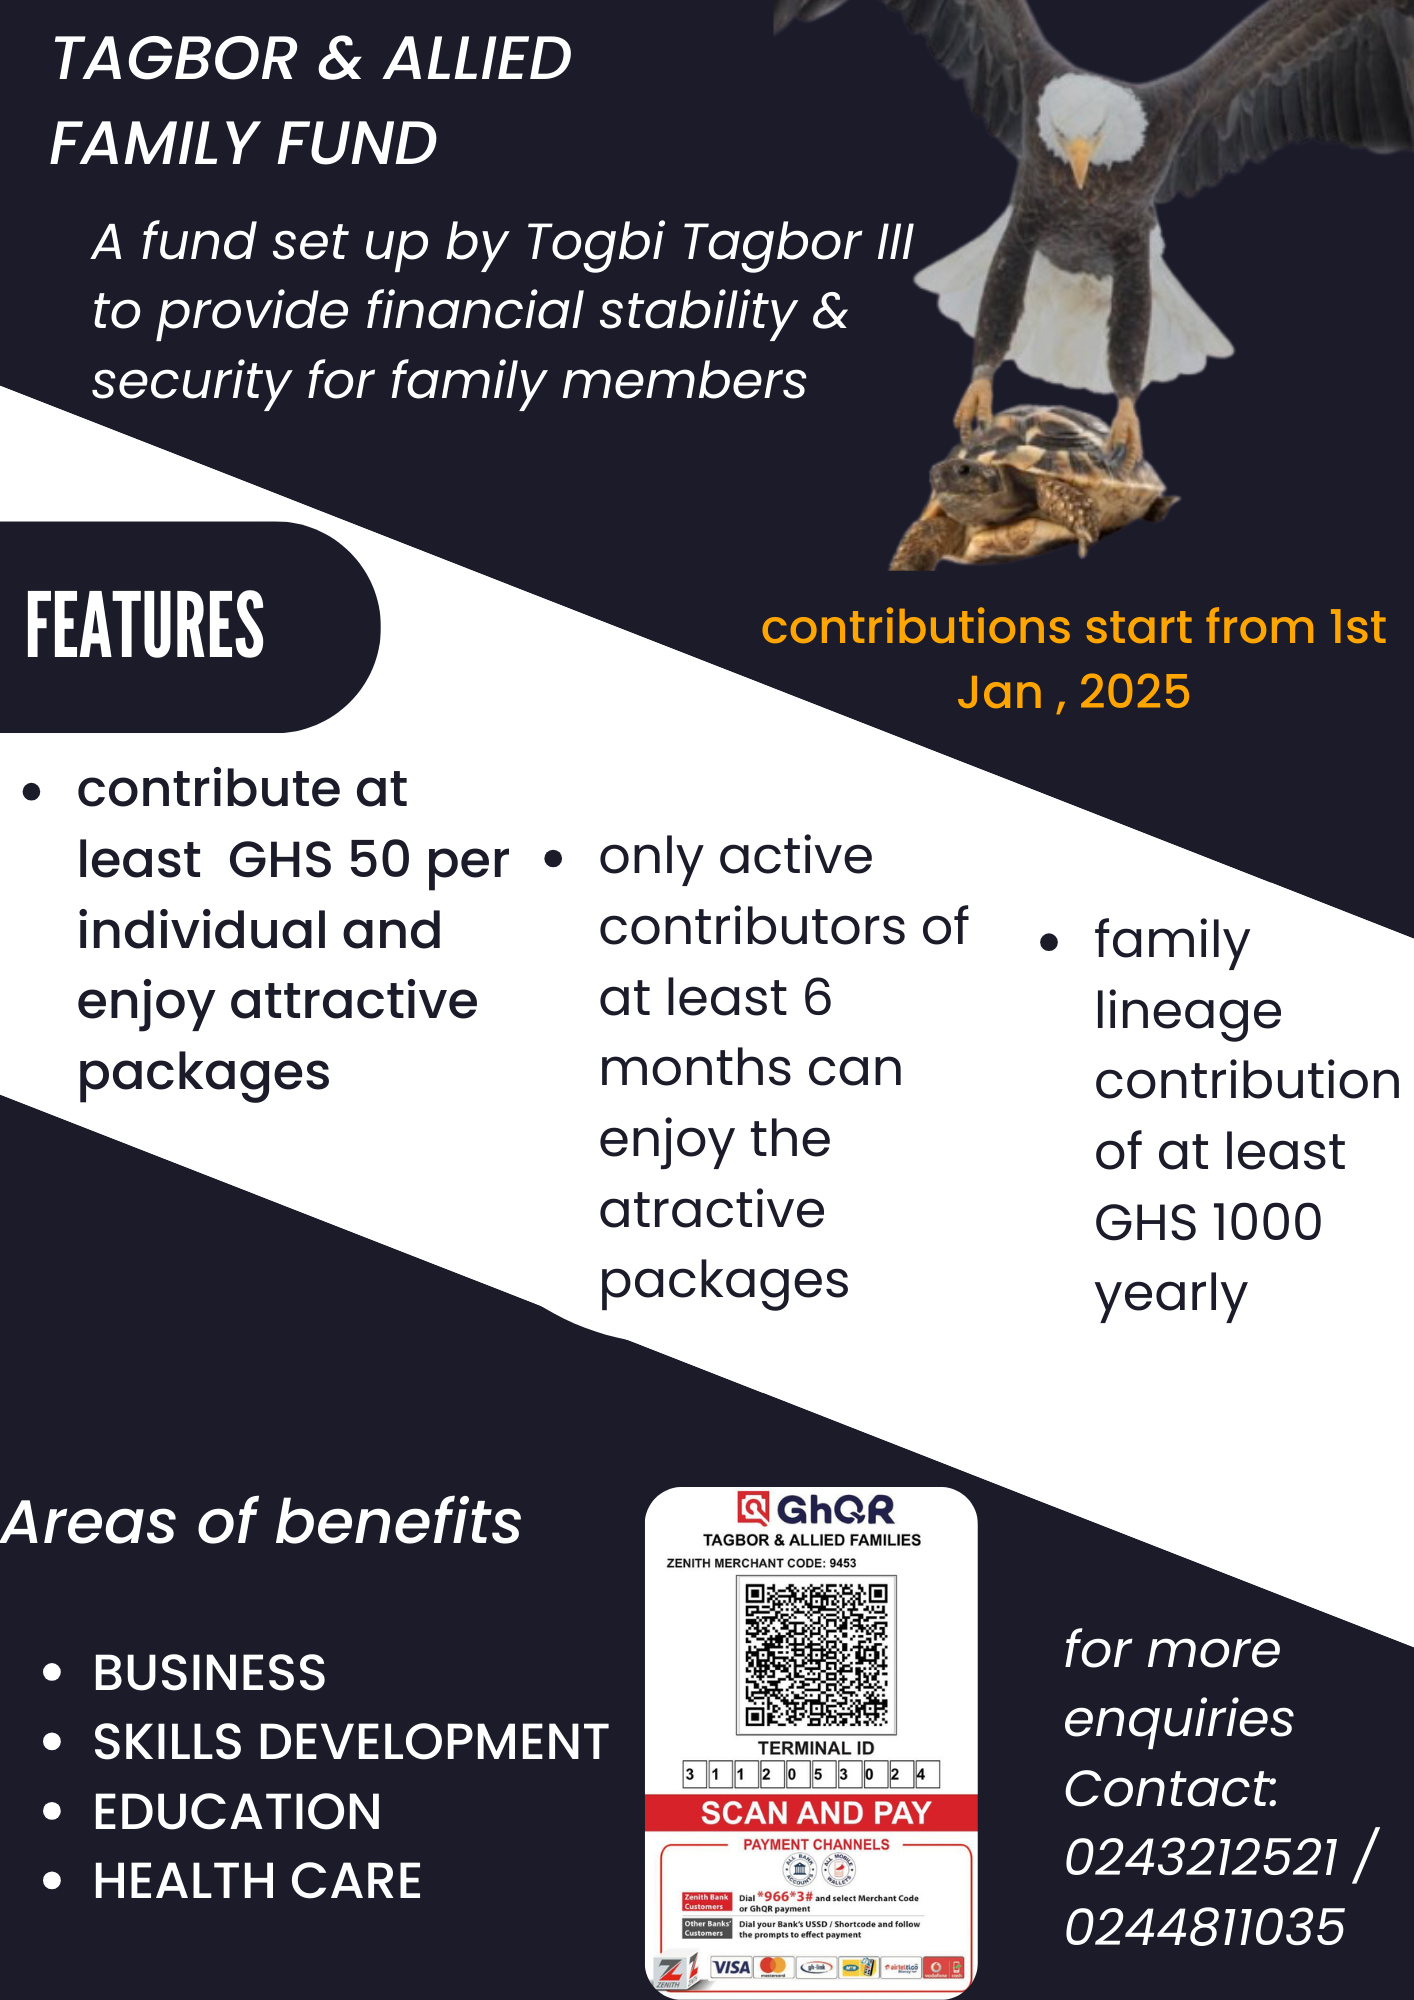 TAGBOR & ALLIED
FAMILY FUND
A fund set up by Togbi Tagbor III
to provide financial stability &
security for family members
contributions start from 1st
Jan , 2025
FEATURES
• contribute at
least GHS 50 per
individual and
enjoy attractive
packages
• only active
contributors of
at least 6
months can
enjoy the
atractive
packages
• family
lineage
contribution
of at least
GHS 1000
yearly
Areas of benefits
• BUSINESS
• SKILLS DEVELOPMENT
• EDUCATION
• HEALTH CARE
GhQR
TAGBOR & ALLIED FAMILIES
ZENITH MERCHANT CODE: 9453
TERMINAL ID
3 1 1 2 0 5 3 0 2 4
SCAN AND PAY
PAYMENT CHANNELS
ALL BANK ACCOUNTS
ALL MOBILE WALLETS
Zenith Bank Customers
Dial *966*3# and select Merchant Code
or GhQR payment
Other Banks' Customers
Dial your Bank's USSD / Shortcode and follow
the prompts to effect payment
ZENITH
VISA
mastercard
gh-link
MTN
airteltigo
vodafone
cash
for more
enquiries
Contact:
0243212521 /
0244811035